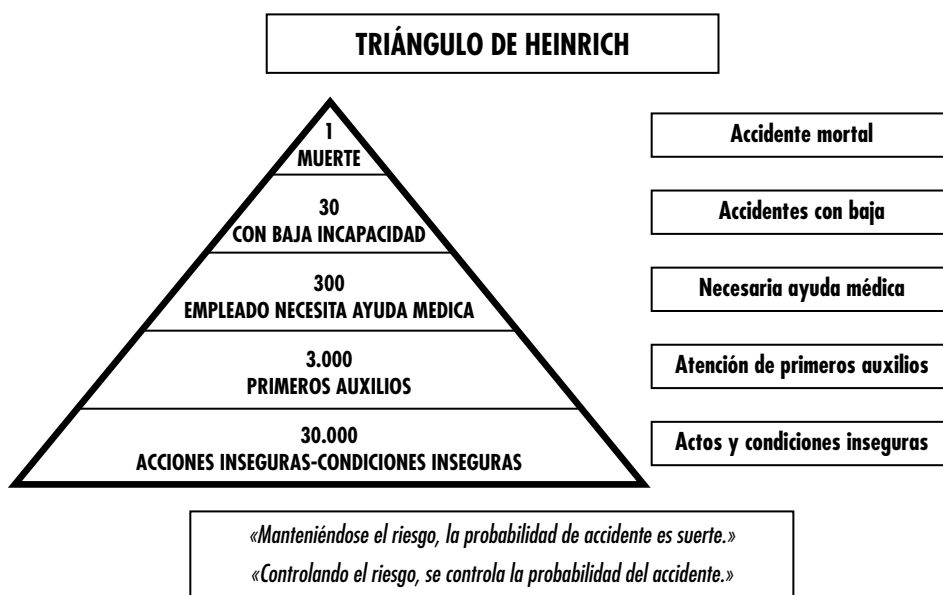 TRIÁNGULO DE HEINRICH
1
MUERTE
Accidente mortal
30
CON BAJA INCAPACIDAD
Accidentes con baja
300
EMPLEADO NECESITA AYUDA MEDICA
Necesaria ayuda médica
3.000
PRIMEROS AUXILIOS
Atención de primeros auxilios
30.000
ACCIONES INSEGURAS-CONDICIONES INSEGURAS
Actos y condiciones inseguras
«Manteniéndose el riesgo, la probabilidad de accidente es suerte.»
«Controlando el riesgo, se controla la probabilidad del accidente.»